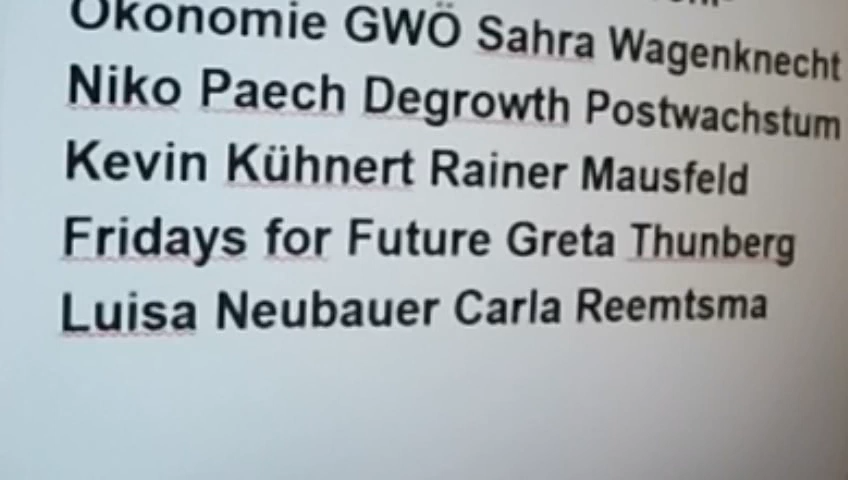 Ökonomie GWÖ Sahra Wagenknecht
Niko Paech Degrowth Postwachstum
Kevin Kühnert Rainer Mausfeld
Fridays for Future Greta Thunberg
Luisa Neubauer Carla Reemtsma